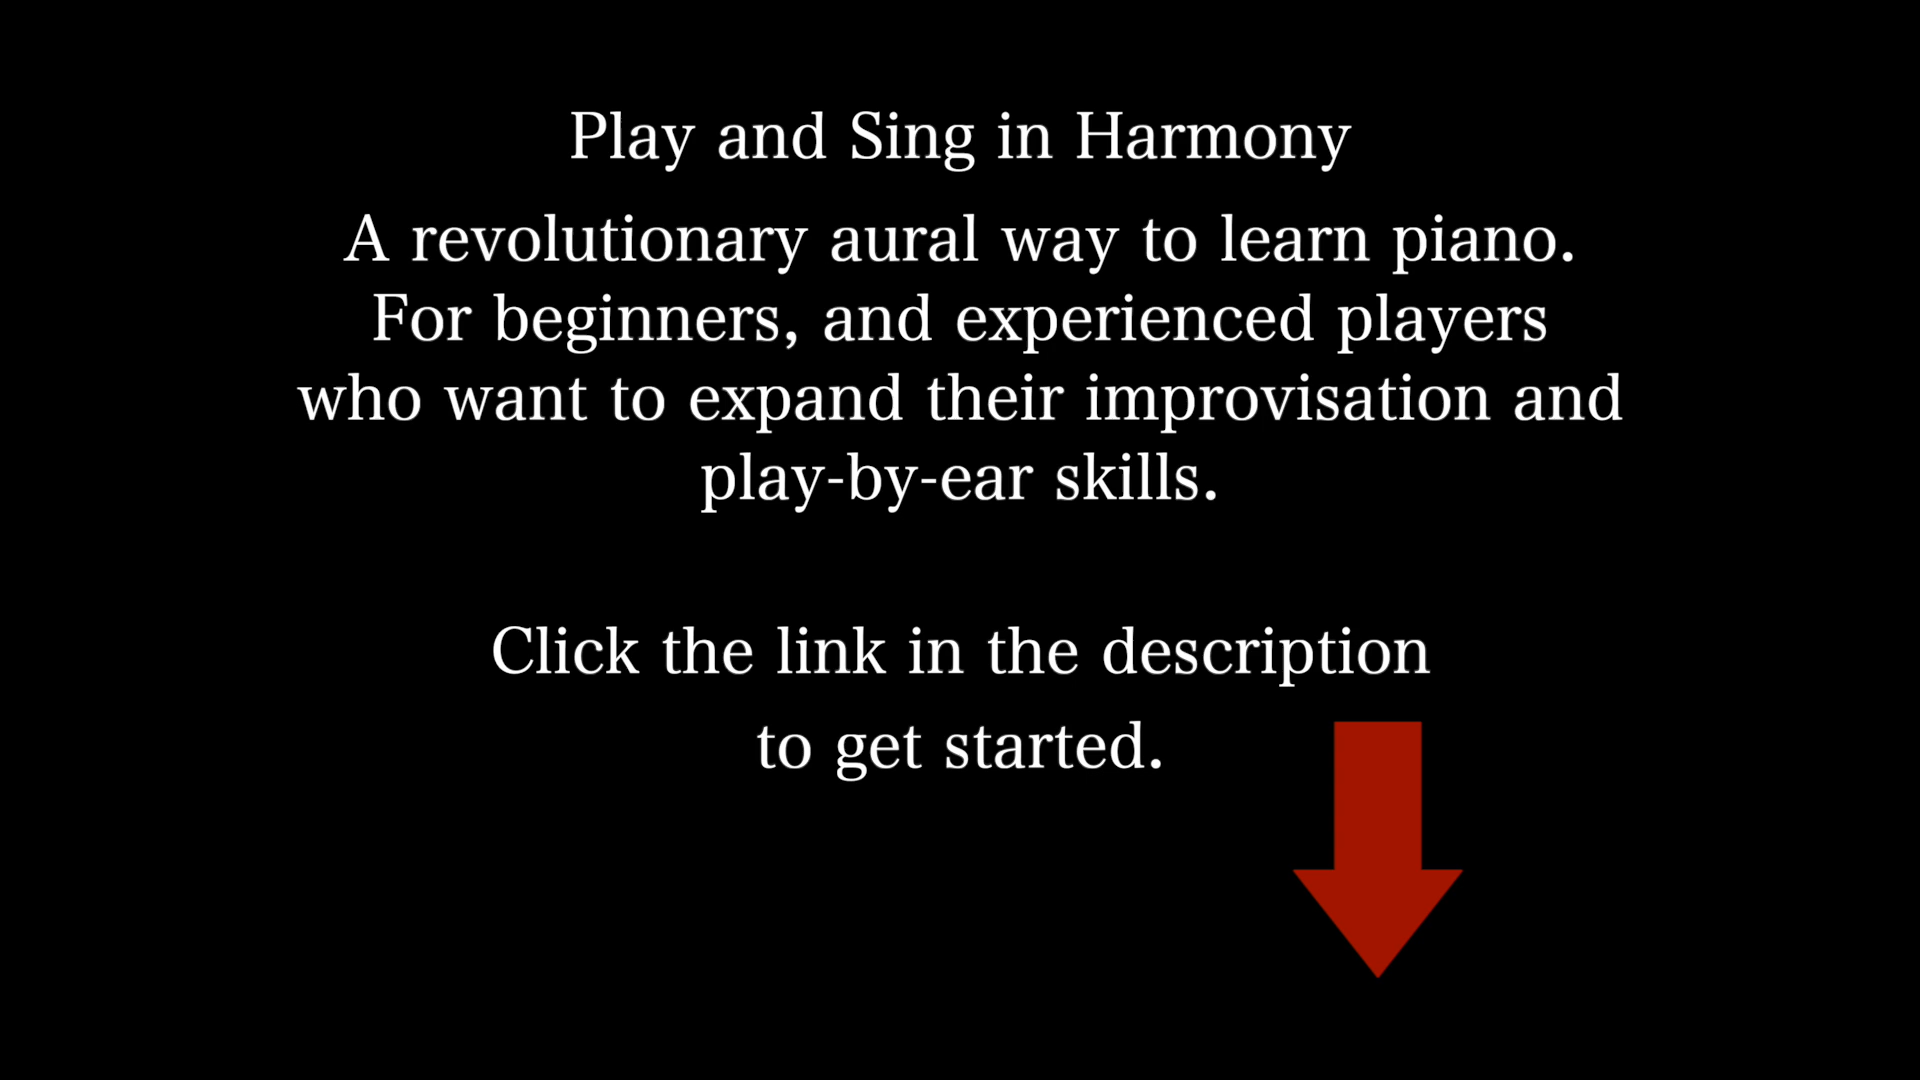 Play and Sing in Harmony
A revolutionary aural way to learn piano.
For beginners, and experienced players
who want to expand their improvisation and
play-by-ear skills.
Click the link in the description
to get started.